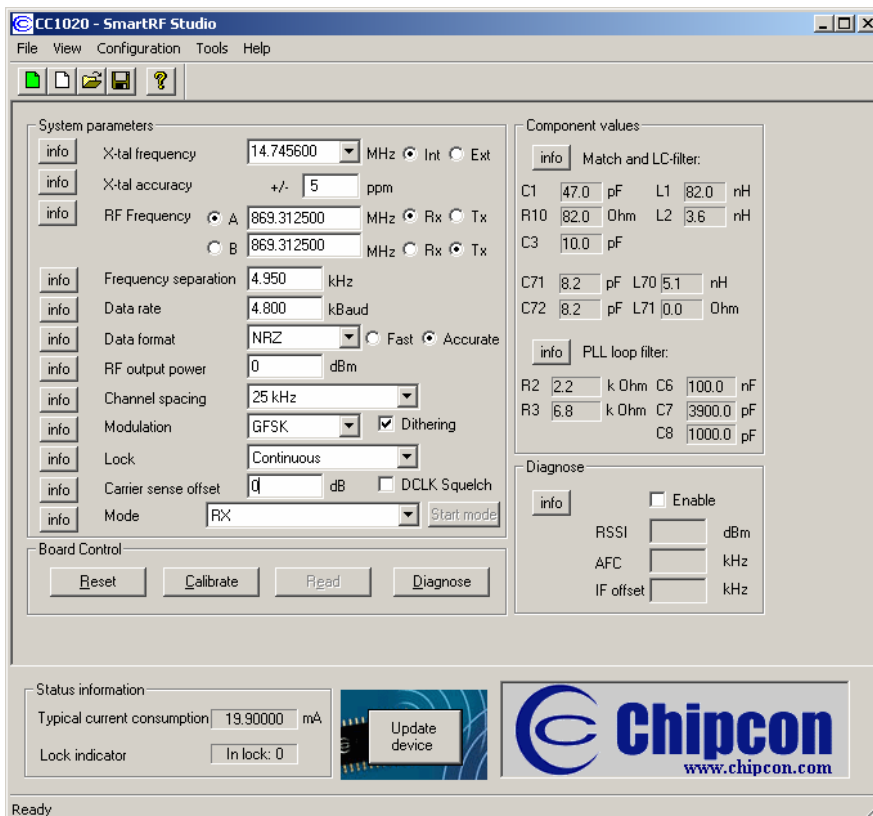 CC1020 - SmartRF Studio
File View Configuration Tools Help
System parameters
info X-tal frequency 14.745600 MHz Int Ext
info X-tal accuracy +/- 5 ppm
info RF Frequency A 869.312500 MHz Rx Tx
B 869.312500 MHz Rx Tx
info Frequency separation 4.950 kHz
info Data rate 4.800 kBaud
info Data format NRZ Fast Accurate
info RF output power 0 dBm
info Channel spacing 25 kHz
info Modulation GFSK Dithering
info Lock Continuous
info Carrier sense offset 0 dB DCLK Squelch
info Mode RX Start mode
Board Control
Reset Calibrate Read Diagnose
Component values
info Match and LC-filter:
C1 47.0 pF L1 82.0 nH
R10 82.0 Ohm L2 3.6 nH
C3 10.0 pF
C71 8.2 pF L70 5.1 nH
C72 8.2 pF L71 0.0 Ohm
info PLL loop filter:
R2 2.2 k Ohm C6 100.0 nF
R3 6.8 k Ohm C7 3900.0 pF
C8 1000.0 pF
Diagnose
info Enable
RSSI dBm
AFC kHz
IF offset kHz
Status information
Typical current consumption 19.90000 mA
Lock indicator In lock: 0
Update
device
Chipcon
www.chipcon.com
Ready